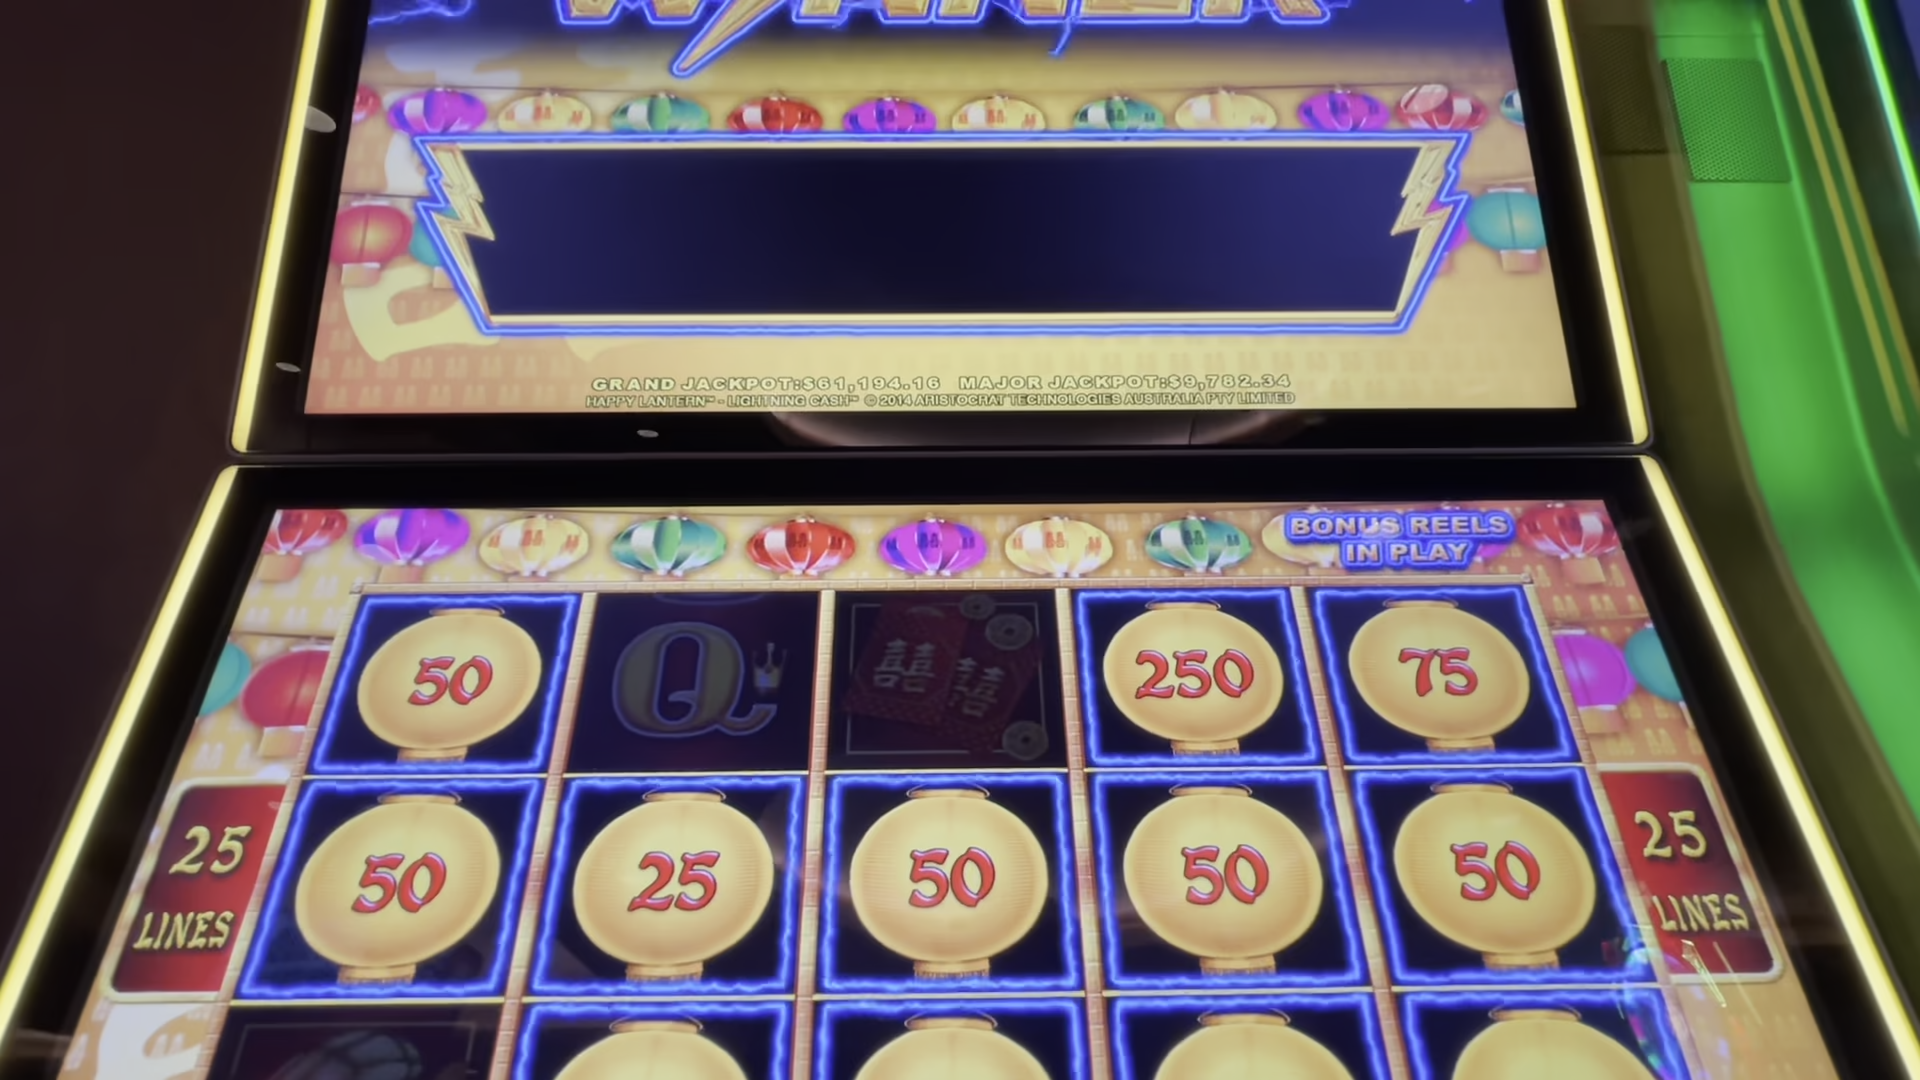 WINNER
GRAND JACKPOT:$61,194.16 MAJOR JACKPOT:$9,782.34
HAPPY LANTERN™ - LIGHTNING CASH™ © 2014 ARISTOCRAT TECHNOLOGIES AUSTRALIA PTY LIMITED
BONUS REELS
IN PLAY
50 Q 囍 囍 250 75
25
LINES
50 25 50 50 50
25
LINES